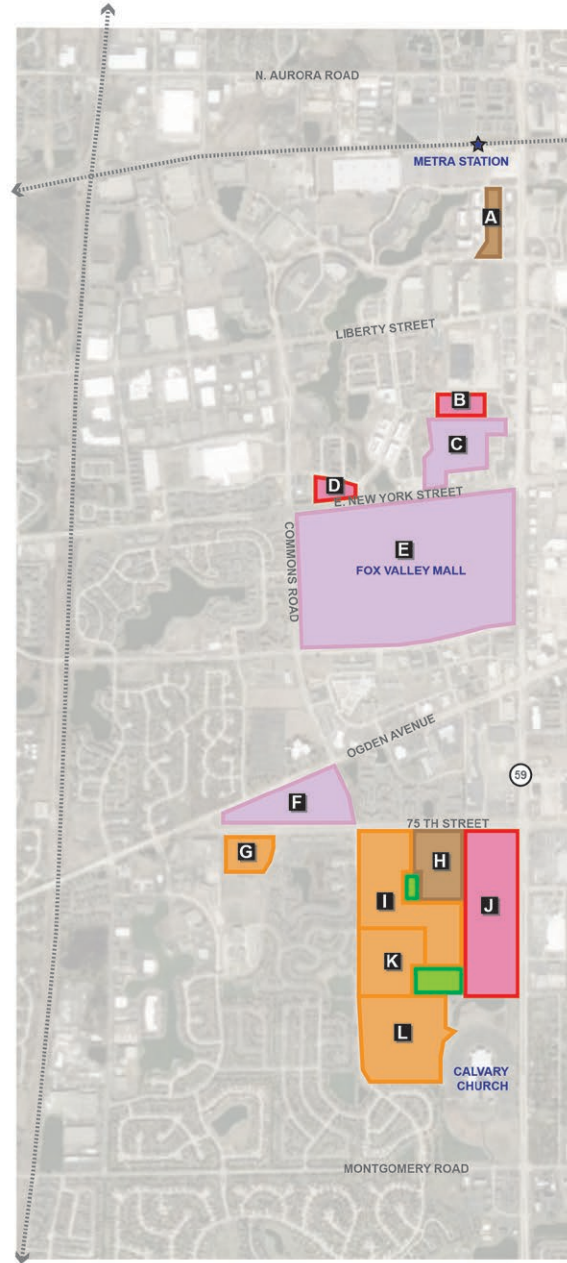 N. AURORA ROAD
METRA STATION
A
LIBERTY STREET
B
C
D
E. NEW YORK STREET
COMMONS ROAD
E
FOX VALLEY MALL
OGDEN AVENUE
59
F
75 TH STREET
G
H
I
J
K
L
CALVARY
CHURCH
MONTGOMERY ROAD